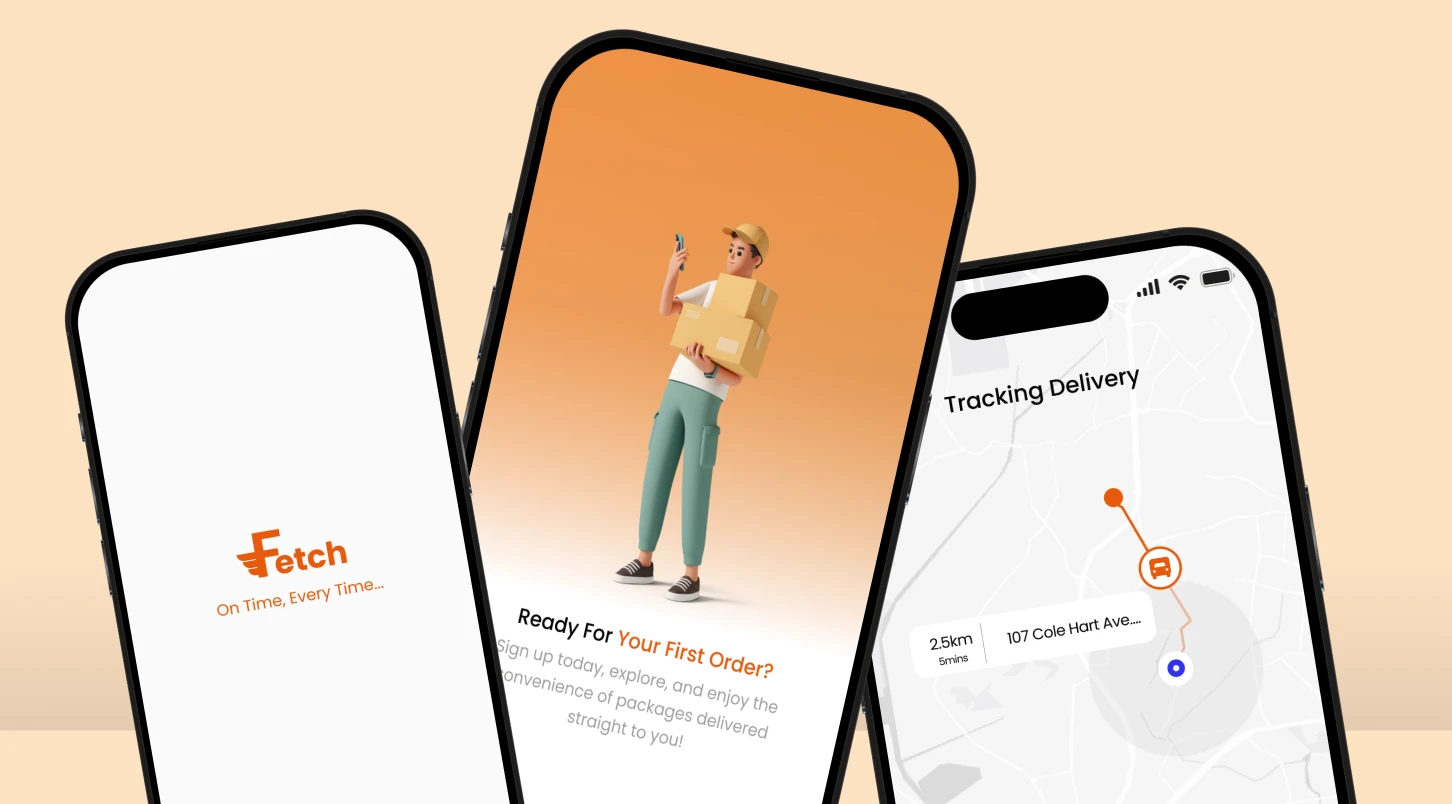 Fetch
On Time, Every Time...
Ready For Your First Order?
Sign up today, explore, and enjoy the
convenience of packages delivered
straight to you!
Tracking Delivery
2.5km
5mins
107 Cole Hart Ave....